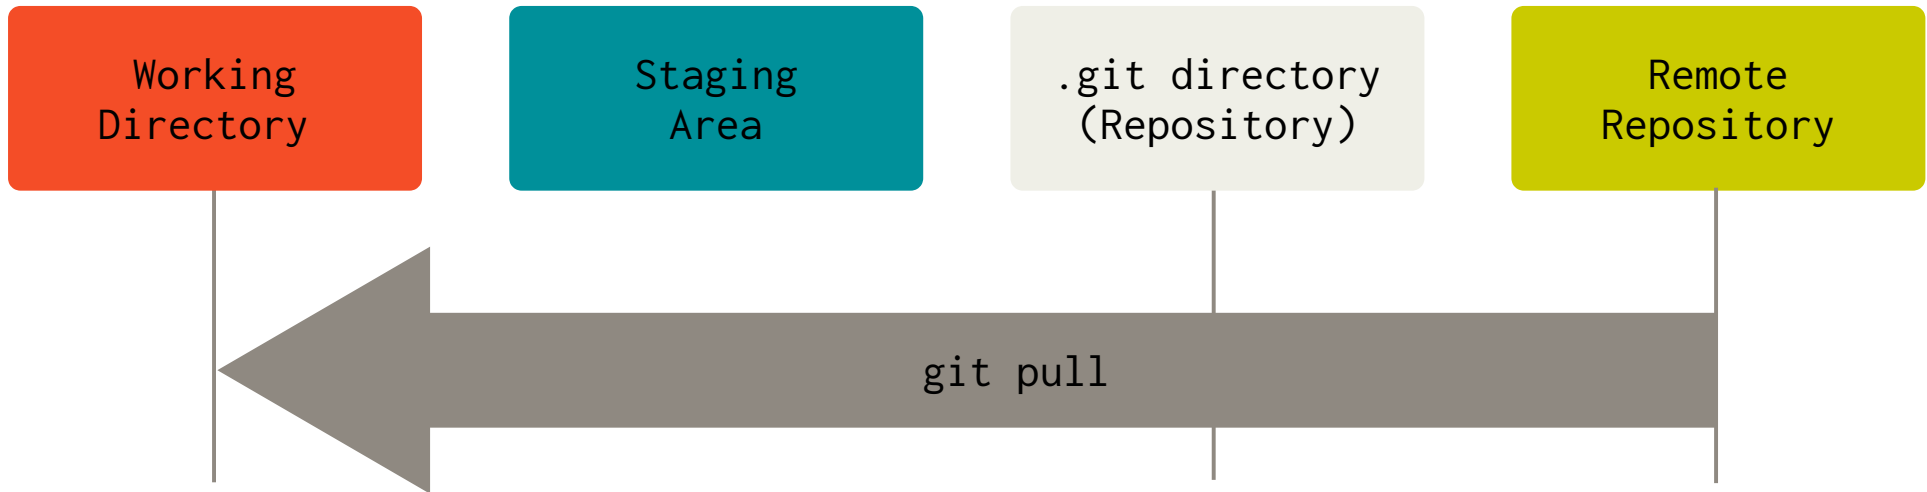 Working
Directory
Staging
Area
.git directory
(Repository)
Remote
Repository
git pull